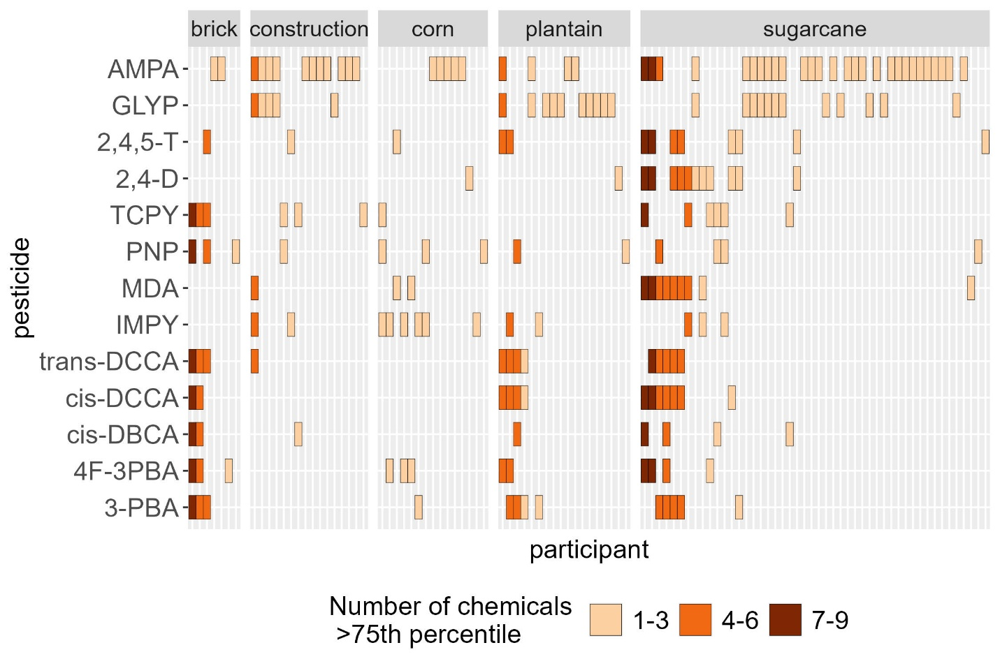 brick construction corn plantain sugarcane
AMPA
GLYP
2,4,5-T
2,4-D
TCPY
PNP
MDA
IMPY
trans-DCCA
cis-DCCA
cis-DBCA
4F-3PBA
3-PBA
pesticide
participant
Number of chemicals
>75th percentile
1-3 4-6 7-9